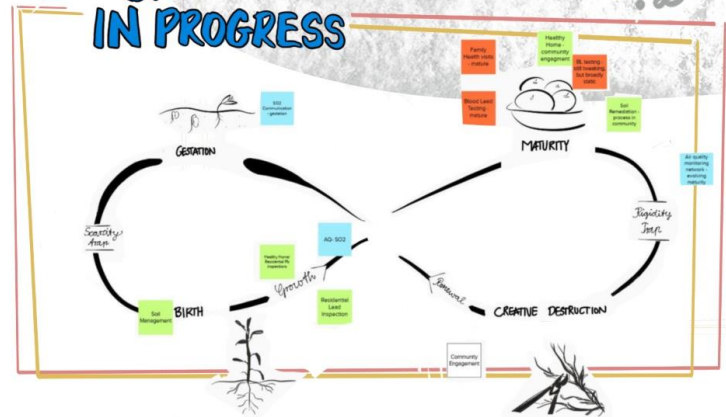 IN PROGRESS
Family
Health visits
- mature
Healthy
Home -
community
engagment
BL testing -
still tweaking,
but broadly
static
Blood Lead
Testing -
mature
Soil
Remediation -
process in
community
SO2
Communication
- gestation
GESTATION
MATURITY
Air quality
monitoring
network -
evolving
maturity
Scarcity
trap
Rigidity
Trap
AQ- SO2
Healthy Home/
Residential Pb
inspections
Growth
Renewal
Residential
Lead
Inspection
Soil
Management
BIRTH
CREATIVE DESTRUCTION
Community
Engagement